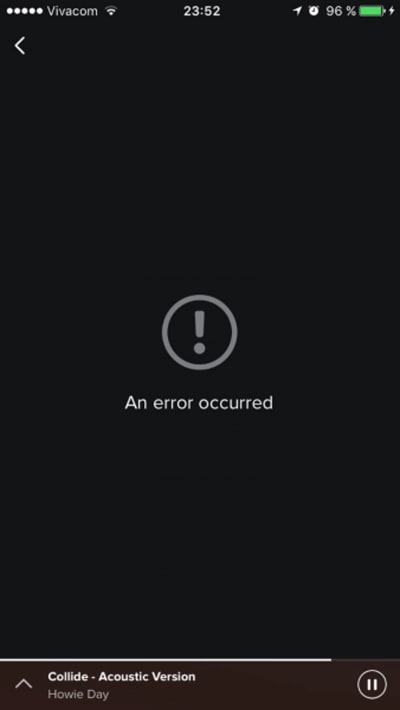 Vivacom 23:52 96 %
An error occurred
Collide - Acoustic Version
Howie Day